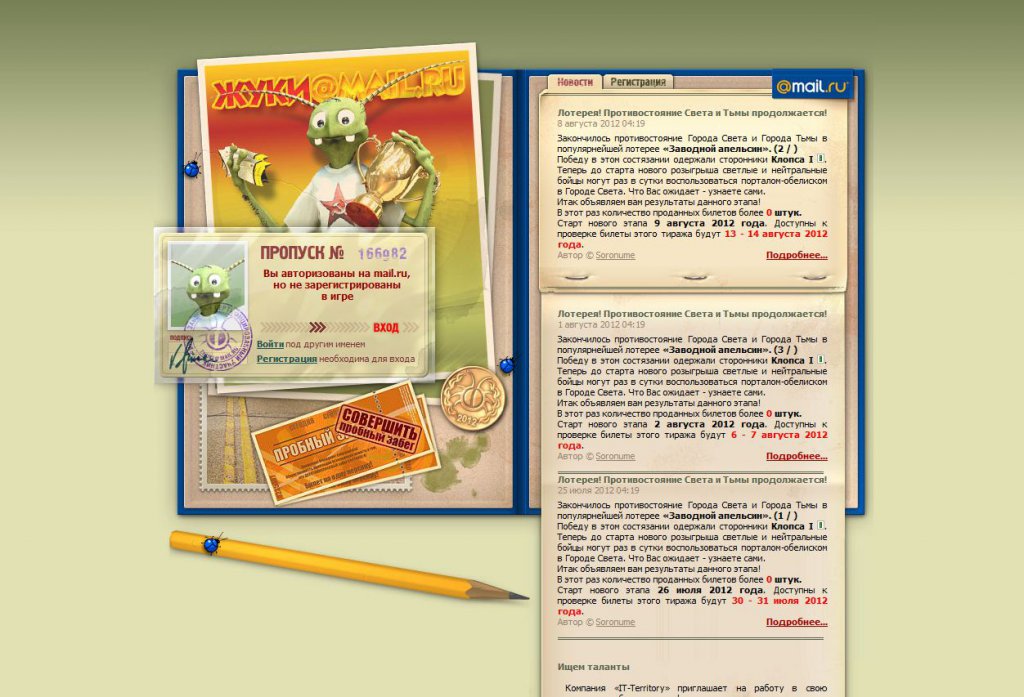 ЖУКИ@MAIL.RU
ПРОПУСК № 166982
Вы авторизованы на mail.ru,
но не зарегистрированы
в игре
ВХОД
подпись
Войти под другим именем
Регистрация необходима для входа
СОВЕРШИТЬ
пробный забег
ПРОБНЫЙ
Билет на одну персону!
2012
Новости
Регистрация
@mail.ru
Лотерея! Противостояние Света и Тьмы продолжается!
8 августа 2012 04:19
Закончилось противостояние Города Света и Города Тьмы в
популярнейшей лотерее «Заводной апельсин». (2 / )
Победу в этом состязании одержали сторонники Клопса I .
Теперь до старта нового розыгрыша светлые и нейтральные
бойцы могут раз в сутки воспользоваться порталом-обелиском
в Городе Света. Что Вас ожидает - узнаете сами.
Итак объявляем вам результаты данного этапа!
В этот раз количество проданных билетов более 0 штук.
Старт нового этапа 9 августа 2012 года. Доступны к
проверке билеты этого тиража будут 13 - 14 августа 2012
года.
Автор © Soronume Подробнее...
Лотерея! Противостояние Света и Тьмы продолжается!
1 августа 2012 04:19
Закончилось противостояние Города Света и Города Тьмы в
популярнейшей лотерее «Заводной апельсин». (3 / )
Победу в этом состязании одержали сторонники Клопса I .
Теперь до старта нового розыгрыша светлые и нейтральные
бойцы могут раз в сутки воспользоваться порталом-обелиском
в Городе Света. Что Вас ожидает - узнаете сами.
Итак объявляем вам результаты данного этапа!
В этот раз количество проданных билетов более 0 штук.
Старт нового этапа 2 августа 2012 года. Доступны к
проверке билеты этого тиража будут 6 - 7 августа 2012
года.
Автор © Soronume Подробнее...
Лотерея! Противостояние Света и Тьмы продолжается!
25 июля 2012 04:19
Закончилось противостояние Города Света и Города Тьмы в
популярнейшей лотерее «Заводной апельсин». (1 / )
Победу в этом состязании одержали сторонники Клопса I .
Теперь до старта нового розыгрыша светлые и нейтральные
бойцы могут раз в сутки воспользоваться порталом-обелиском
в Городе Света. Что Вас ожидает - узнаете сами.
Итак объявляем вам результаты данного этапа!
В этот раз количество проданных билетов более 0 штук.
Старт нового этапа 26 июля 2012 года. Доступны к
проверке билеты этого тиража будут 30 - 31 июля 2012
года.
Автор © Soronume Подробнее...
Ищем таланты
Компания «IT-Territory» приглашает на работу в свою